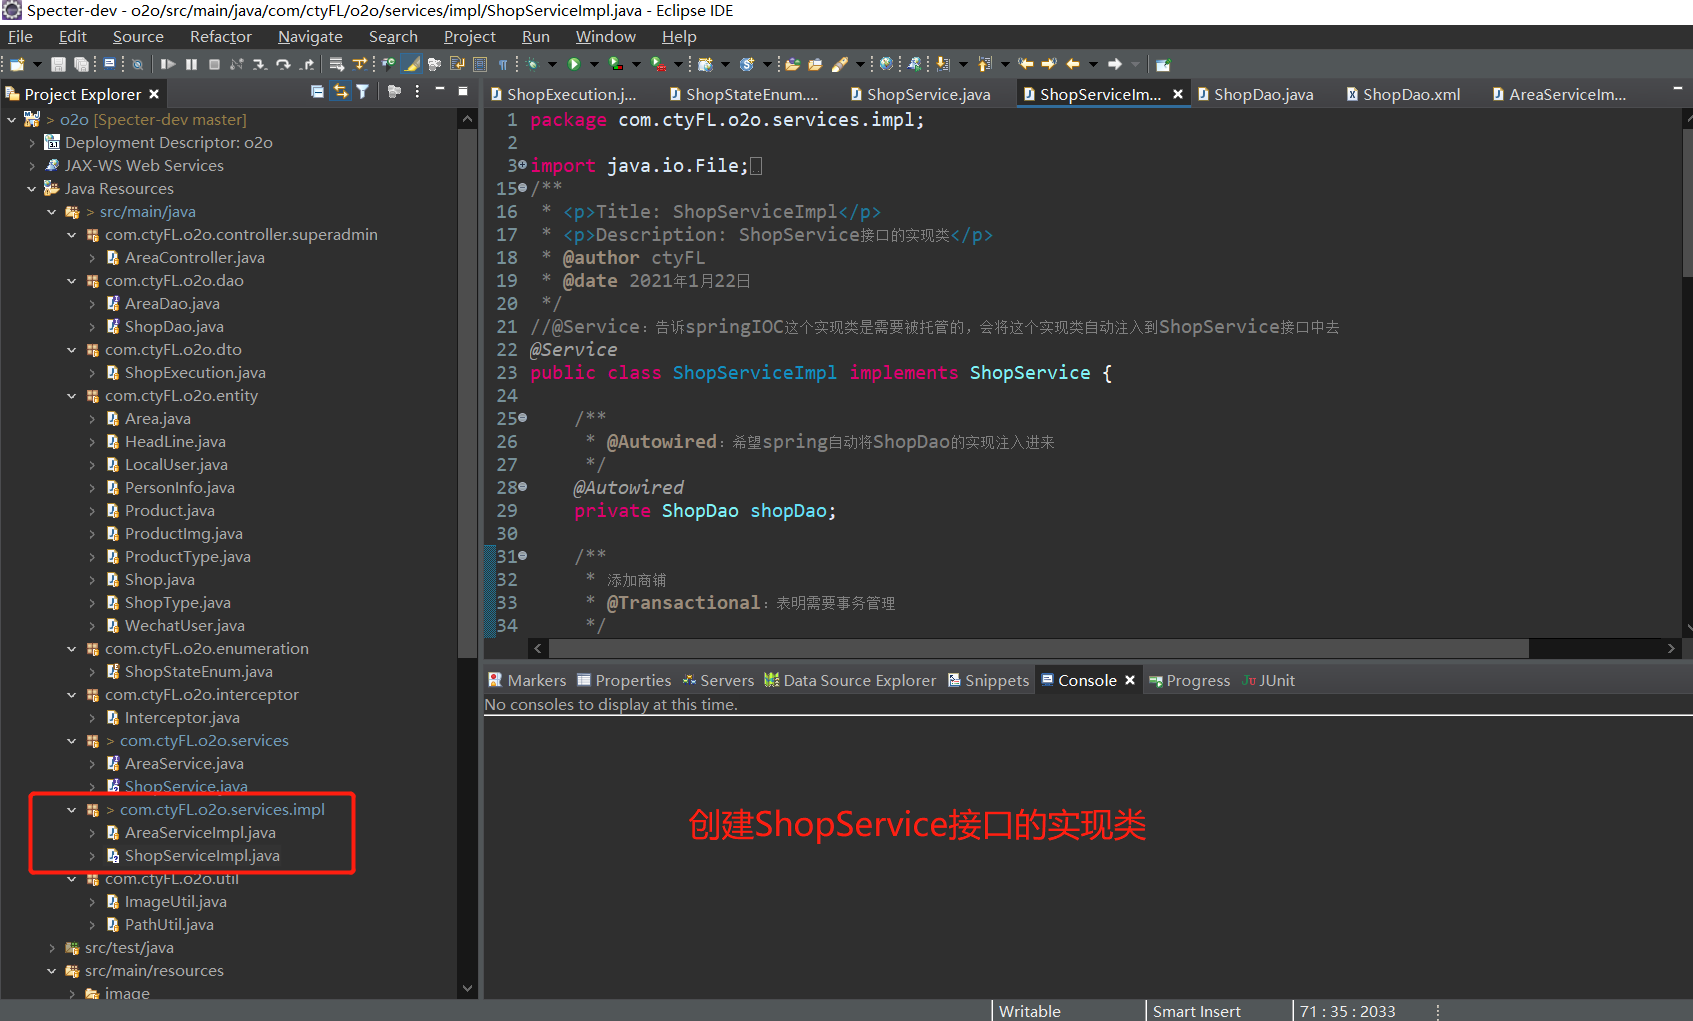 Specter-dev - o2o/src/main/java/com/ctyFL/o2o/services/impl/ShopServiceImpl.java - Eclipse IDE
File Edit Source Refactor Navigate Search Project Run Window Help
Project Explorer
o2o [Specter-dev master]
Deployment Descriptor: o2o
JAX-WS Web Services
Java Resources
> src/main/java
com.ctyFL.o2o.controller.superadmin
AreaController.java
com.ctyFL.o2o.dao
AreaDao.java
ShopDao.java
com.ctyFL.o2o.dto
ShopExecution.java
com.ctyFL.o2o.entity
Area.java
HeadLine.java
LocalUser.java
PersonInfo.java
Product.java
ProductImg.java
ProductType.java
Shop.java
ShopType.java
WechatUser.java
com.ctyFL.o2o.enumeration
ShopStateEnum.java
com.ctyFL.o2o.interceptor
Interceptor.java
> com.ctyFL.o2o.services
AreaService.java
ShopService.java
> com.ctyFL.o2o.services.impl
AreaServiceImpl.java
ShopServiceImpl.java
com.ctyFL.o2o.util
ImageUtil.java
PathUtil.java
src/test/java
src/main/resources
image
ShopExecution.j... ShopStateEnum.... ShopService.java ShopServiceIm... ShopDao.java ShopDao.xml AreaServiceIm...
1 package com.ctyFL.o2o.services.impl;
2
3 import java.io.File;
15 /**
16 * <p>Title: ShopServiceImpl</p>
17 * <p>Description: ShopService接口的实现类</p>
18 * @author ctyFL
19 * @date 2021年1月22日
20 */
21 //@Service：告诉springIOC这个实现类是需要被托管的，会将这个实现类自动注入到ShopService接口中去
22 @Service
23 public class ShopServiceImpl implements ShopService {
24
25 /**
26 * @Autowired：希望spring自动将ShopDao的实现注入进来
27 */
28 @Autowired
29 private ShopDao shopDao;
30
31 /**
32 * 添加商铺
33 * @Transactional：表明需要事务管理
34 */
Markers Properties Servers Data Source Explorer Snippets Console Progress JUnit
No consoles to display at this time.
创建ShopService接口的实现类
Writable Smart Insert 71 : 35 : 2033